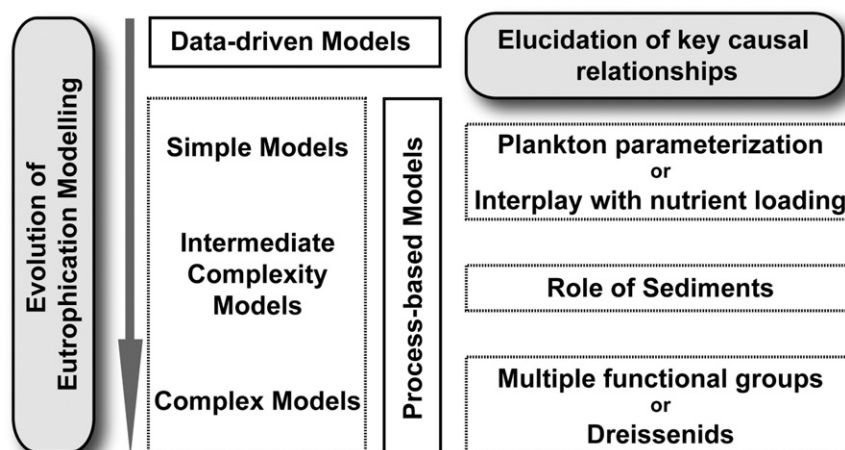 Evolution of
Eutrophication Modelling
Data-driven Models
Simple Models
Intermediate
Complexity
Models
Complex Models
Process-based Models
Elucidation of key causal
relationships
Plankton parameterization
or
Interplay with nutrient loading
Role of Sediments
Multiple functional groups
or
Dreissenids